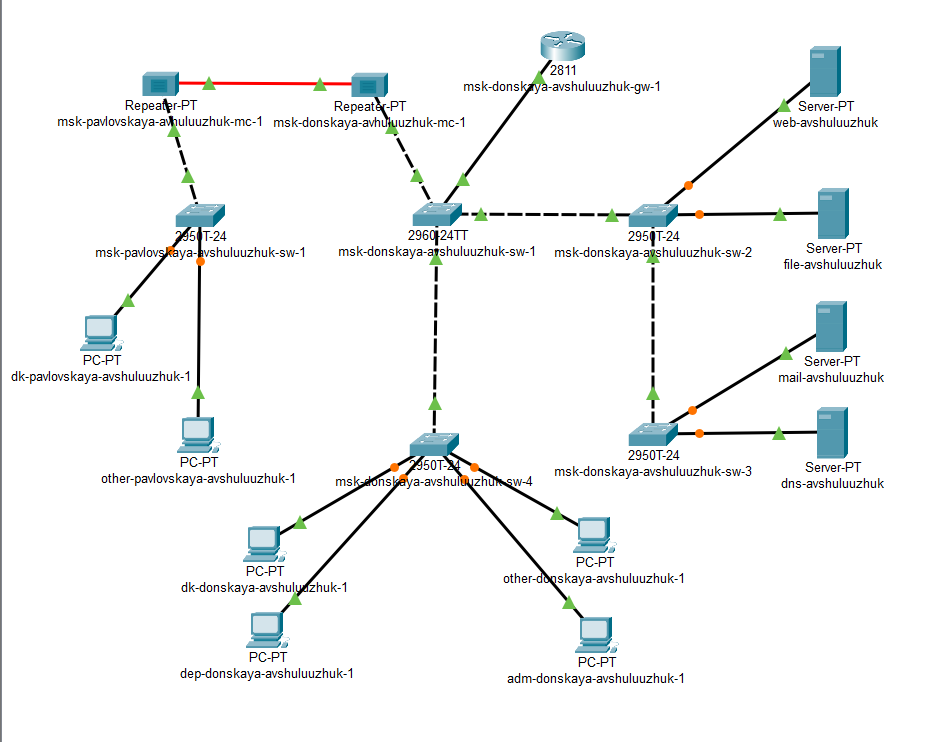 2811
msk-donskaya-avshuluuzhuk-gw-1
Repeater-PT
msk-pavlovskaya-avhuluuzhuk-mc-1
Repeater-PT
msk-donskaya-avhuluuzhuk-mc-1
Server-PT
web-avshuluuzhuk
2950T-24
msk-pavlovskaya-avshuluuzhuk-sw-1
2960-24TT
msk-donskaya-avshuluuzhuk-sw-1
2950T-24
msk-donskaya-avshuluuzhuk-sw-2
Server-PT
file-avshuluuzhuk
PC-PT
dk-pavlovskaya-avshuluuzhuk-1
Server-PT
mail-avshuluuzhuk
PC-PT
other-pavlovskaya-avshuluuzhuk-1
2950T-24
msk-donskaya-avshuluuzhuk-sw-4
2950T-24
msk-donskaya-avshuluuzhuk-sw-3
Server-PT
dns-avshuluuzhuk
PC-PT
dk-donskaya-avshuluuzhuk-1
PC-PT
other-donskaya-avshuluuzhuk-1
PC-PT
dep-donskaya-avshuluuzhuk-1
PC-PT
adm-donskaya-avshuluuzhuk-1